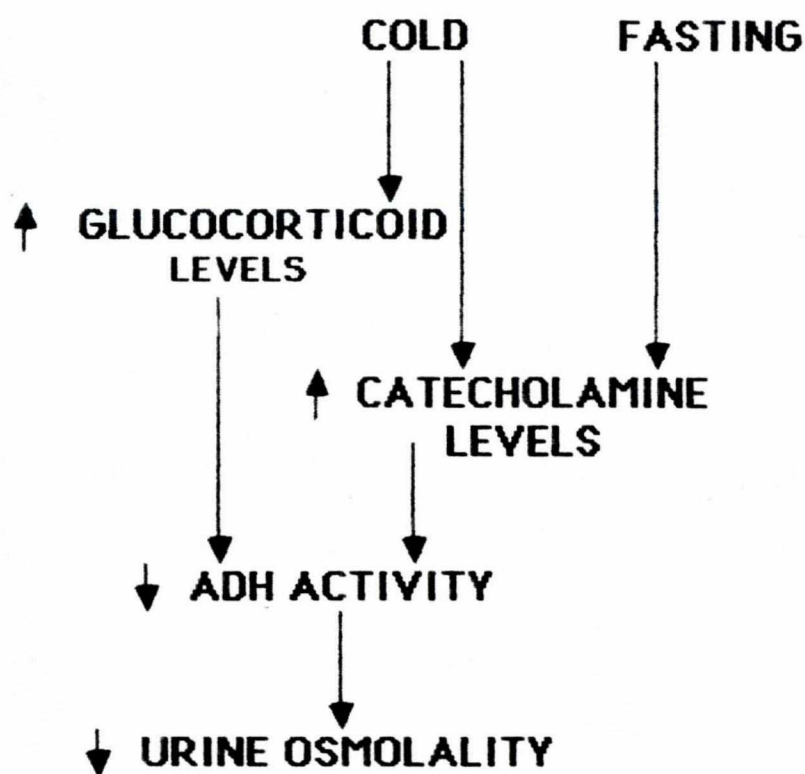 COLD FASTING
GLUCOCORTICOID
LEVELS
CATECHOLAMINE
LEVELS
ADH ACTIVITY
URINE OSMOLALITY